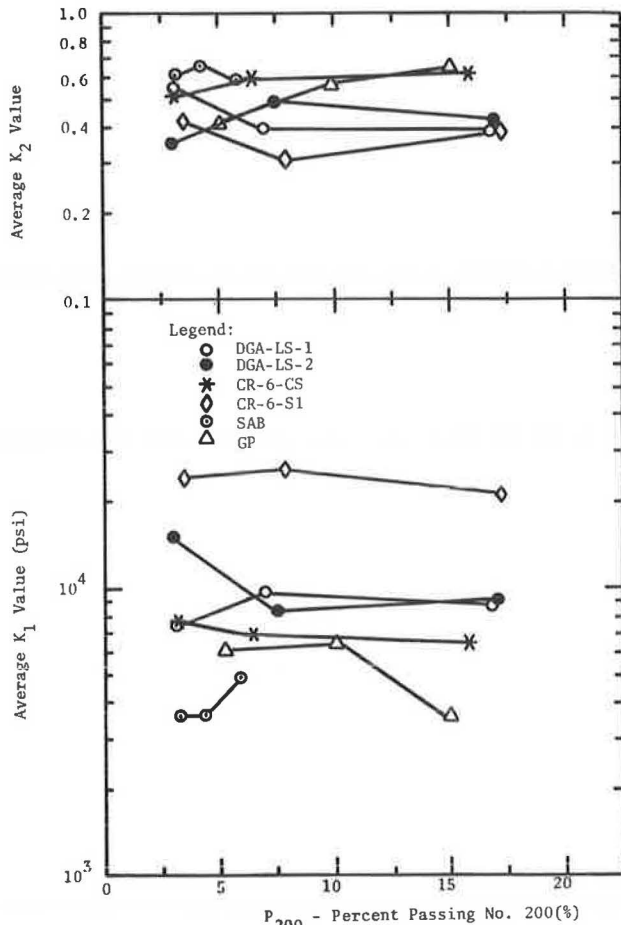 1.0
0.8
0.6
0.4
0.2
0.1
Average K2 Value
Legend:
DGA-LS-1
DGA-LS-2
CR-6-CS
CR-6-S1
SAB
GP
10^4
10^3
Average K1 Value (psi)
0 5 10 15 20
P200 - Percent Passing No. 200(%)